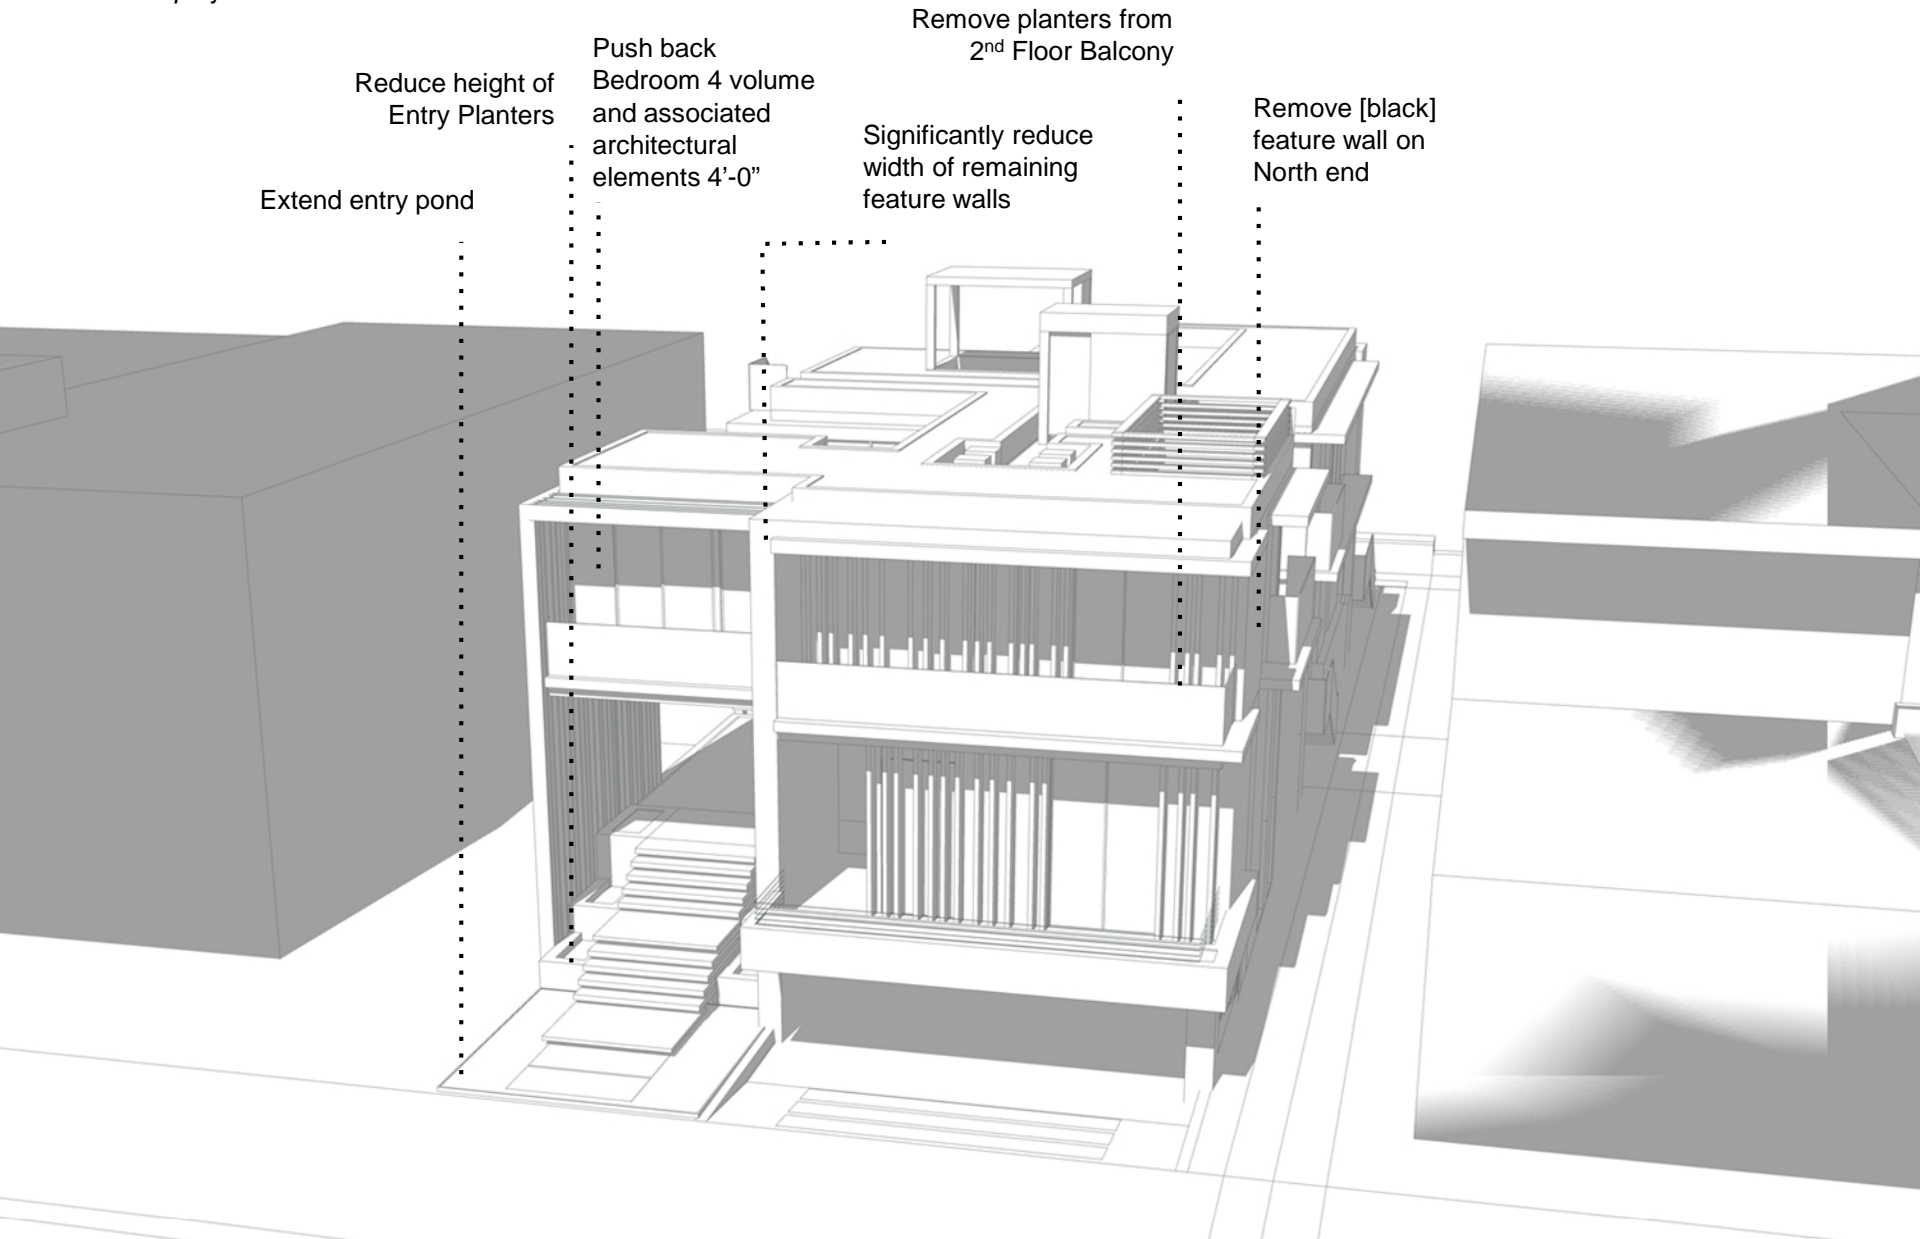 Remove planters from
2nd Floor Balcony
Push back
Bedroom 4 volume
and associated
architectural
elements 4’-0”
Reduce height of
Entry Planters
Remove [black]
feature wall on
North end
Significantly reduce
width of remaining
feature walls
Extend entry pond